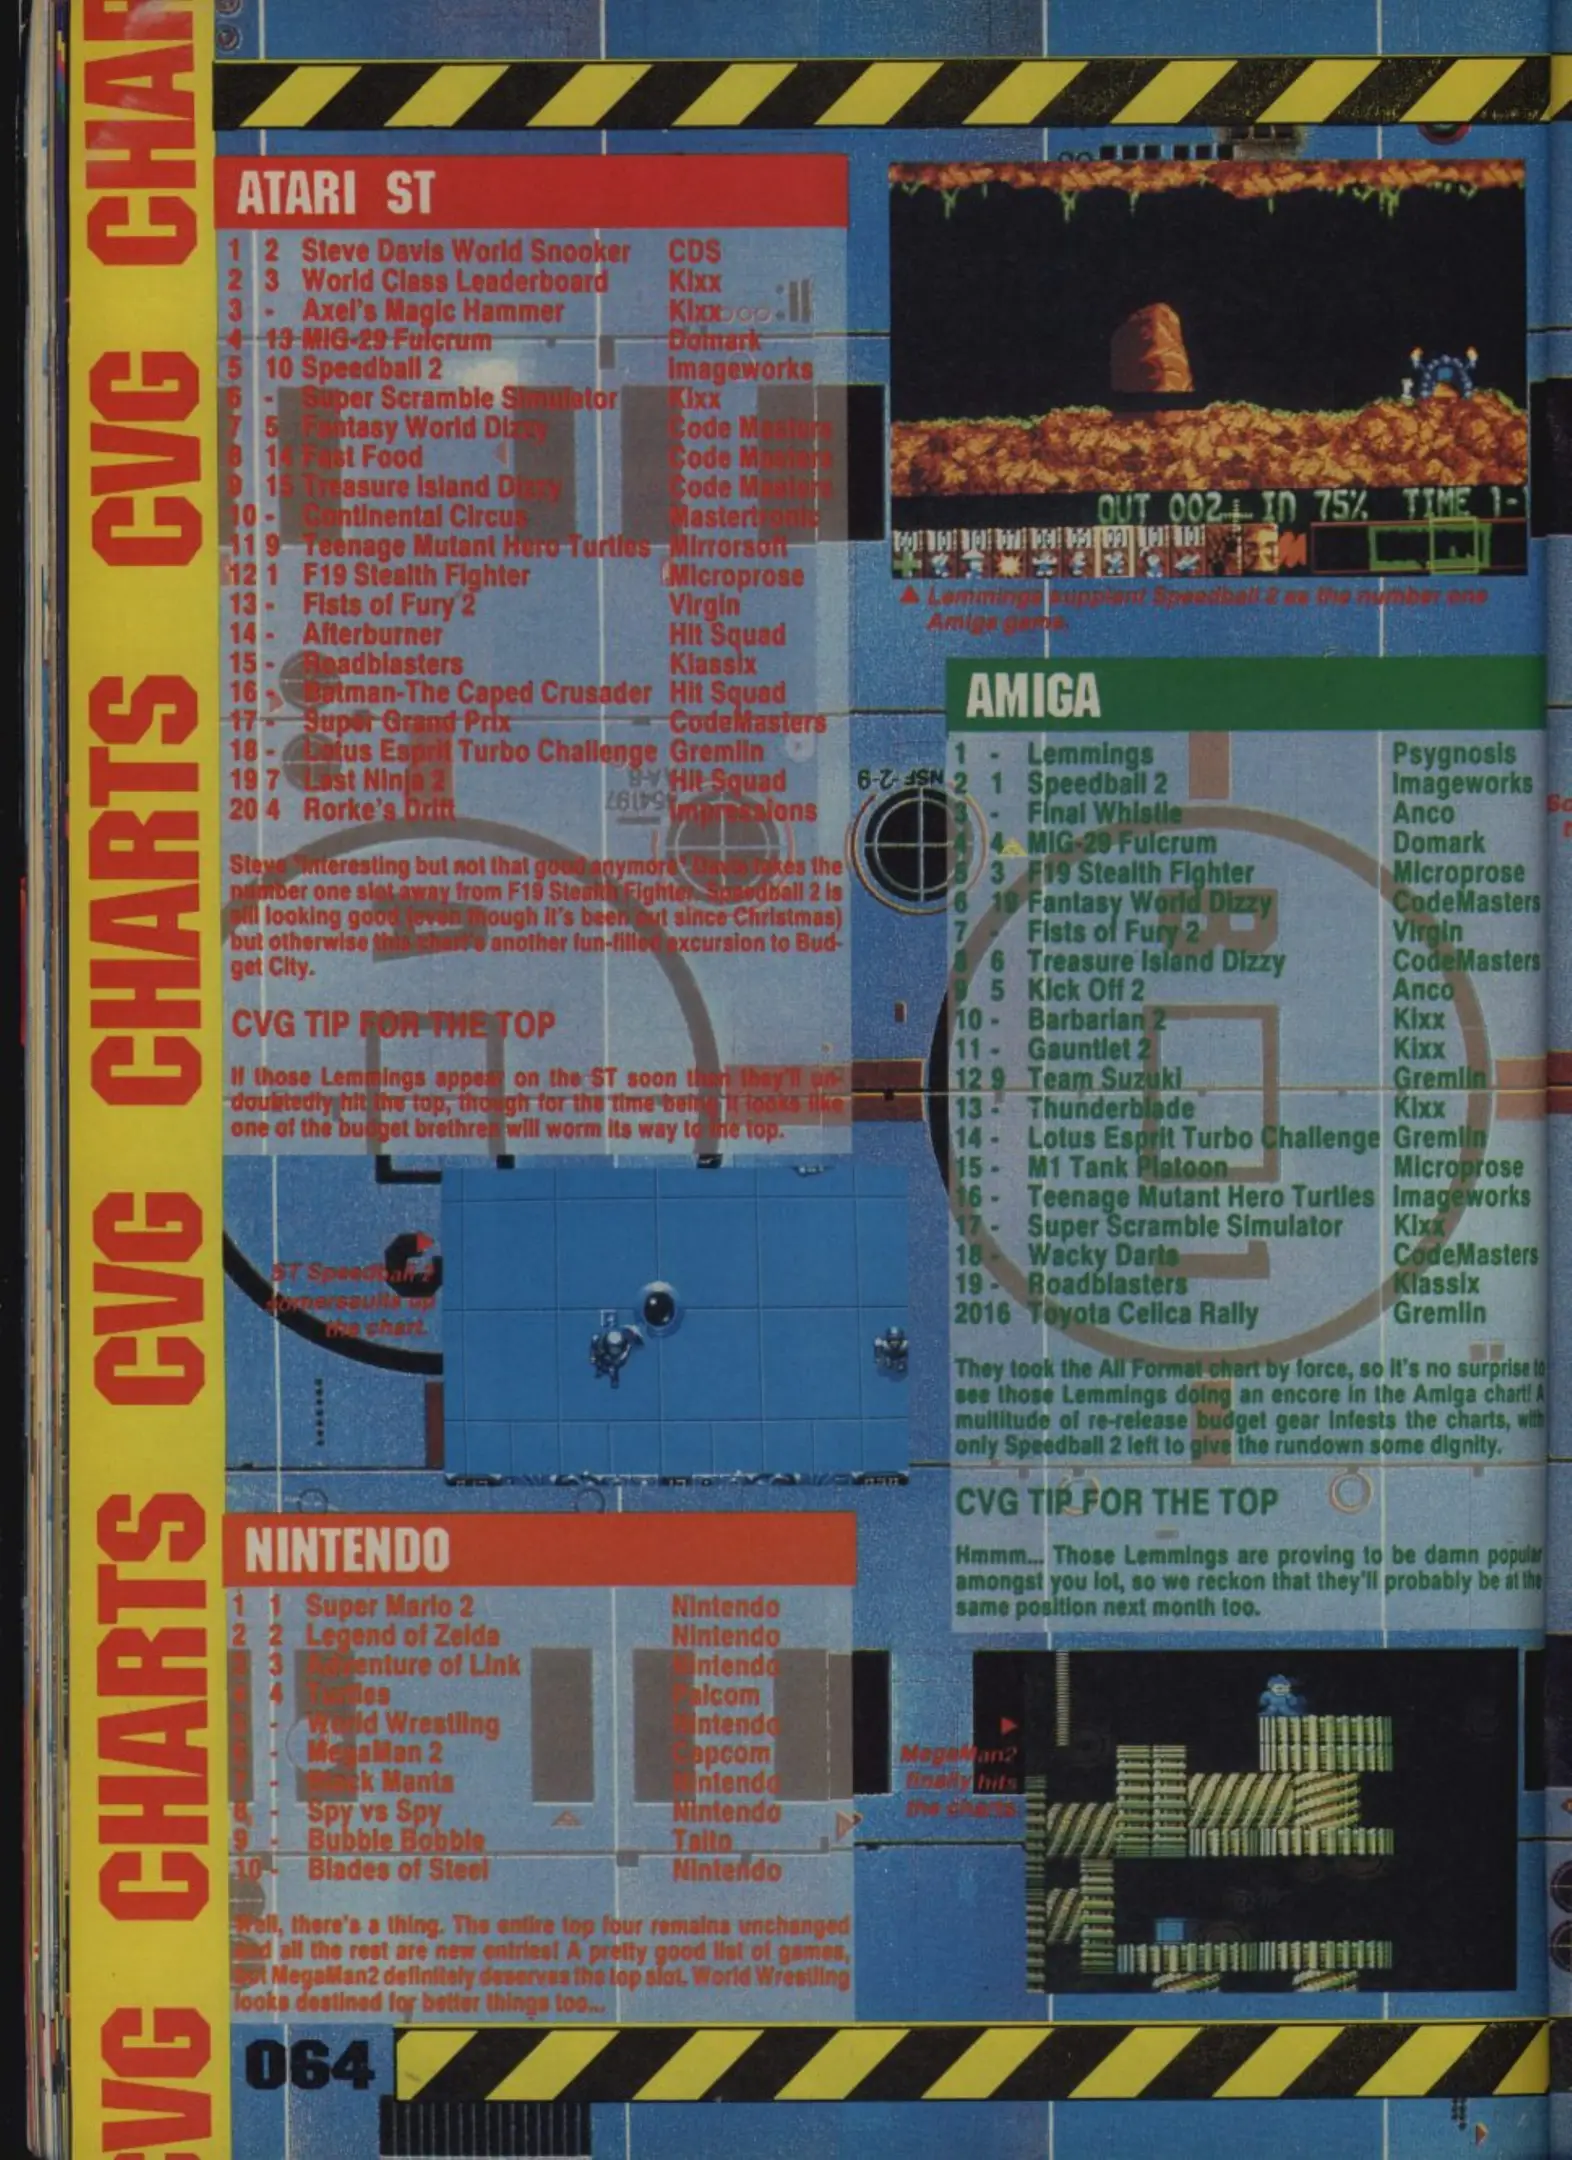 CVG CHARTS CVG CHARTS CVG CHARTS CVG
ATARI ST
1 2 Steve Davis World Snooker CDS
2 3 World Class Leaderboard Kixx
3 - Axel's Magic Hammer Kixx
4 13 MIG-29 Fulcrum Domark
5 10 Speedball 2 Imageworks
6 - Super Scramble Simulator Kixx
7 5 Fantasy World Dizzy Code Masters
8 14 Fast Food Code Masters
9 15 Treasure Island Dizzy Code Masters
10 - Continental Circus Mastertronic
11 9 Teenage Mutant Hero Turtles Mirrorsoft
12 1 F19 Stealth Fighter Microprose
13 - Fists of Fury 2 Virgin
14 - Afterburner Hit Squad
15 - Roadblasters Klassix
16 - Batman-The Caped Crusader Hit Squad
17 - Super Grand Prix CodeMasters
18 - Lotus Esprit Turbo Challenge Gremlin
19 7 Last Ninja 2 Hit Squad
20 4 Rorke's Drift Impressions
Steve "interesting but not that good anymore" Davis takes the
number one slot away from F19 Stealth Fighter. Speedball 2 is
still looking good (even though it's been out since Christmas)
but otherwise this chart's another fun-filled excursion to Bud-
get City.
CVG TIP FOR THE TOP
If those Lemmings appear on the ST soon then they'll un-
doubtedly hit the top, though for the time being it looks like
one of the budget brethren will worm its way to the top.
ST Speedball 2
somersaults up
the chart.
NINTENDO
1 1 Super Mario 2 Nintendo
2 2 Legend of Zelda Nintendo
3 3 Adventure of Link Nintendo
4 4 Turtles Palcom
5 - World Wrestling Nintendo
6 - MegaMan 2 Capcom
7 - Black Manta Nintendo
8 - Spy vs Spy Nintendo
9 - Bubble Bobble Taito
10 - Blades of Steel Nintendo
Well, there's a thing. The entire top four remains unchanged
and all the rest are new entries! A pretty good list of games,
but MegaMan2 definitely deserves the top slot. World Wrestling
looks destined for better things too...
064
OUT 002 IN 75% TIME 1-
▲ Lemmings supplant Speedball 2 as the number one
Amiga game.
AMIGA
1 - Lemmings Psygnosis
2 1 Speedball 2 Imageworks
3 - Final Whistle Anco
4 4 MIG-29 Fulcrum Domark
5 3 F19 Stealth Fighter Microprose
6 19 Fantasy World Dizzy CodeMasters
7 - Fists of Fury 2 Virgin
8 6 Treasure Island Dizzy CodeMasters
9 5 Kick Off 2 Anco
10 - Barbarian 2 Kixx
11 - Gauntlet 2 Kixx
12 9 Team Suzuki Gremlin
13 - Thunderblade Kixx
14 - Lotus Esprit Turbo Challenge Gremlin
15 - M1 Tank Platoon Microprose
16 - Teenage Mutant Hero Turtles Imageworks
17 - Super Scramble Simulator Kixx
18 - Wacky Darts CodeMasters
19 - Roadblasters Klassix
2016 Toyota Celica Rally Gremlin
They took the All Format chart by force, so it's no surprise to
see those Lemmings doing an encore in the Amiga chart! A
multitude of re-release budget gear infests the charts, with
only Speedball 2 left to give the rundown some dignity.
CVG TIP FOR THE TOP
Hmmm... Those Lemmings are proving to be damn popular
amongst you lot, so we reckon that they'll probably be at the
same position next month too.
MegaMan2
finally hits
the charts.
NSF-2-9